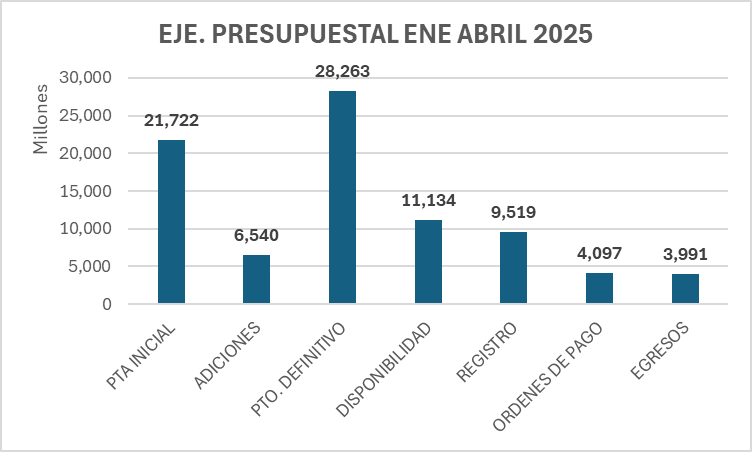 EJE. PRESUPUESTAL ENE ABRIL 2025
Millones
30,000
25,000
20,000
15,000
10,000
5,000
0
21,722
6,540
28,263
11,134
9,519
4,097
3,991
PTA INICIAL
ADICIONES
PTO. DEFINITIVO
DISPONIBILIDAD
REGISTRO
ORDENES DE PAGO
EGRESOS